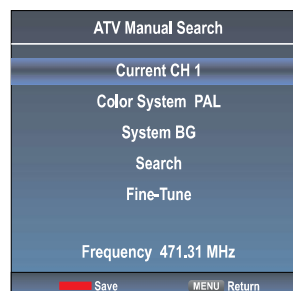 ATV Manual Search
Current CH 1
Color System PAL
System BG
Search
Fine-Tune
Frequency 471.31 MHz
Save MENU Return